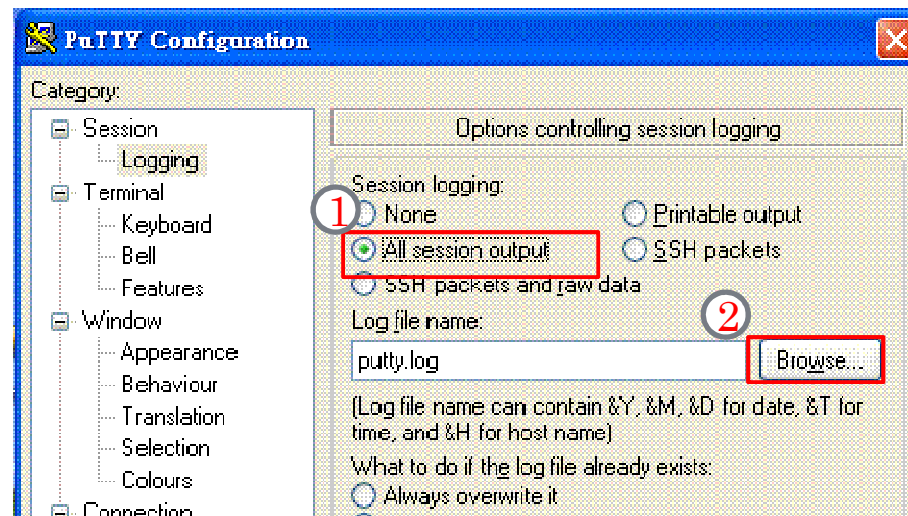 PuTTY Configuration
Category:
Session
Logging
Terminal
Keyboard
Bell
Features
Window
Appearance
Behaviour
Translation
Selection
Colours
Connection
Options controlling session logging
Session logging:
1
None
Printable output
All session output
SSH packets
SSH packets and raw data
2
Log file name:
putty.log
Browse...
(Log file name can contain &Y, &M, &D for date, &T for
time, and &H for host name)
What to do if the log file already exists:
Always overwrite it